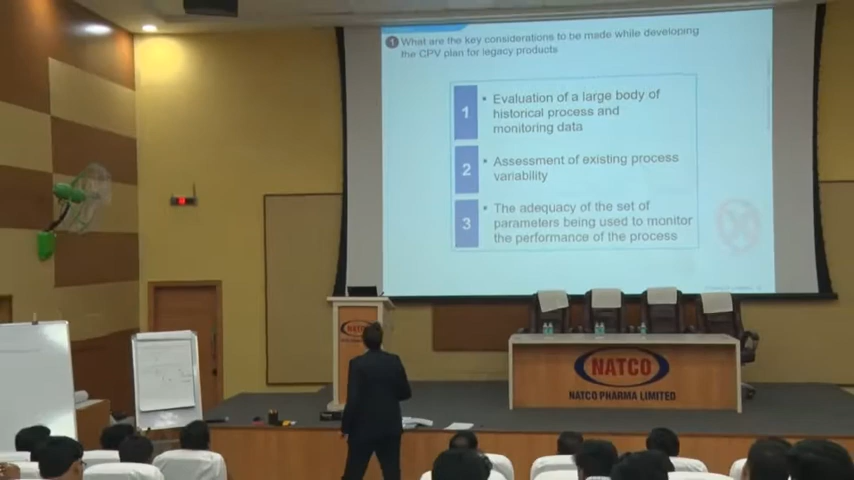 1 What are the key considerations to be made while developing
the CPV plan for legacy products
1
• Evaluation of a large body of
historical process and
monitoring data
2
• Assessment of existing process
variability
3
• The adequacy of the set of
parameters being used to monitor
the performance of the process
NATCO
NATCO
NATCO PHARMA LIMITED